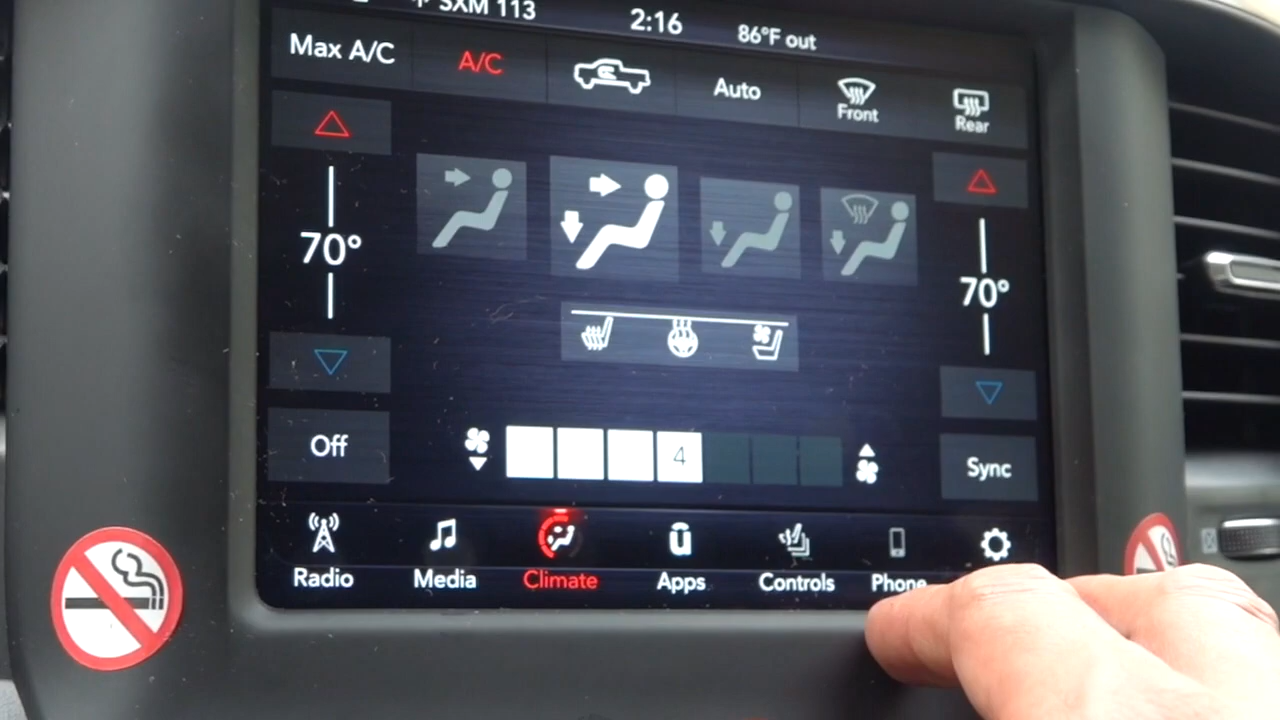 SXM 113 2:16 86°F out
Max A/C A/C Auto Front Rear
70° 70°
4
Off Sync
Radio Media Climate Apps Controls Phone